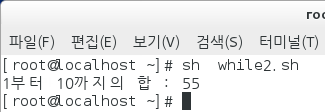 roo
파일(F) 편집(E) 보기(V) 검색(S) 터미널(T)
[root@localhost ~]# sh while2.sh
1부터 10까지의 합 : 55
[root@localhost ~]#